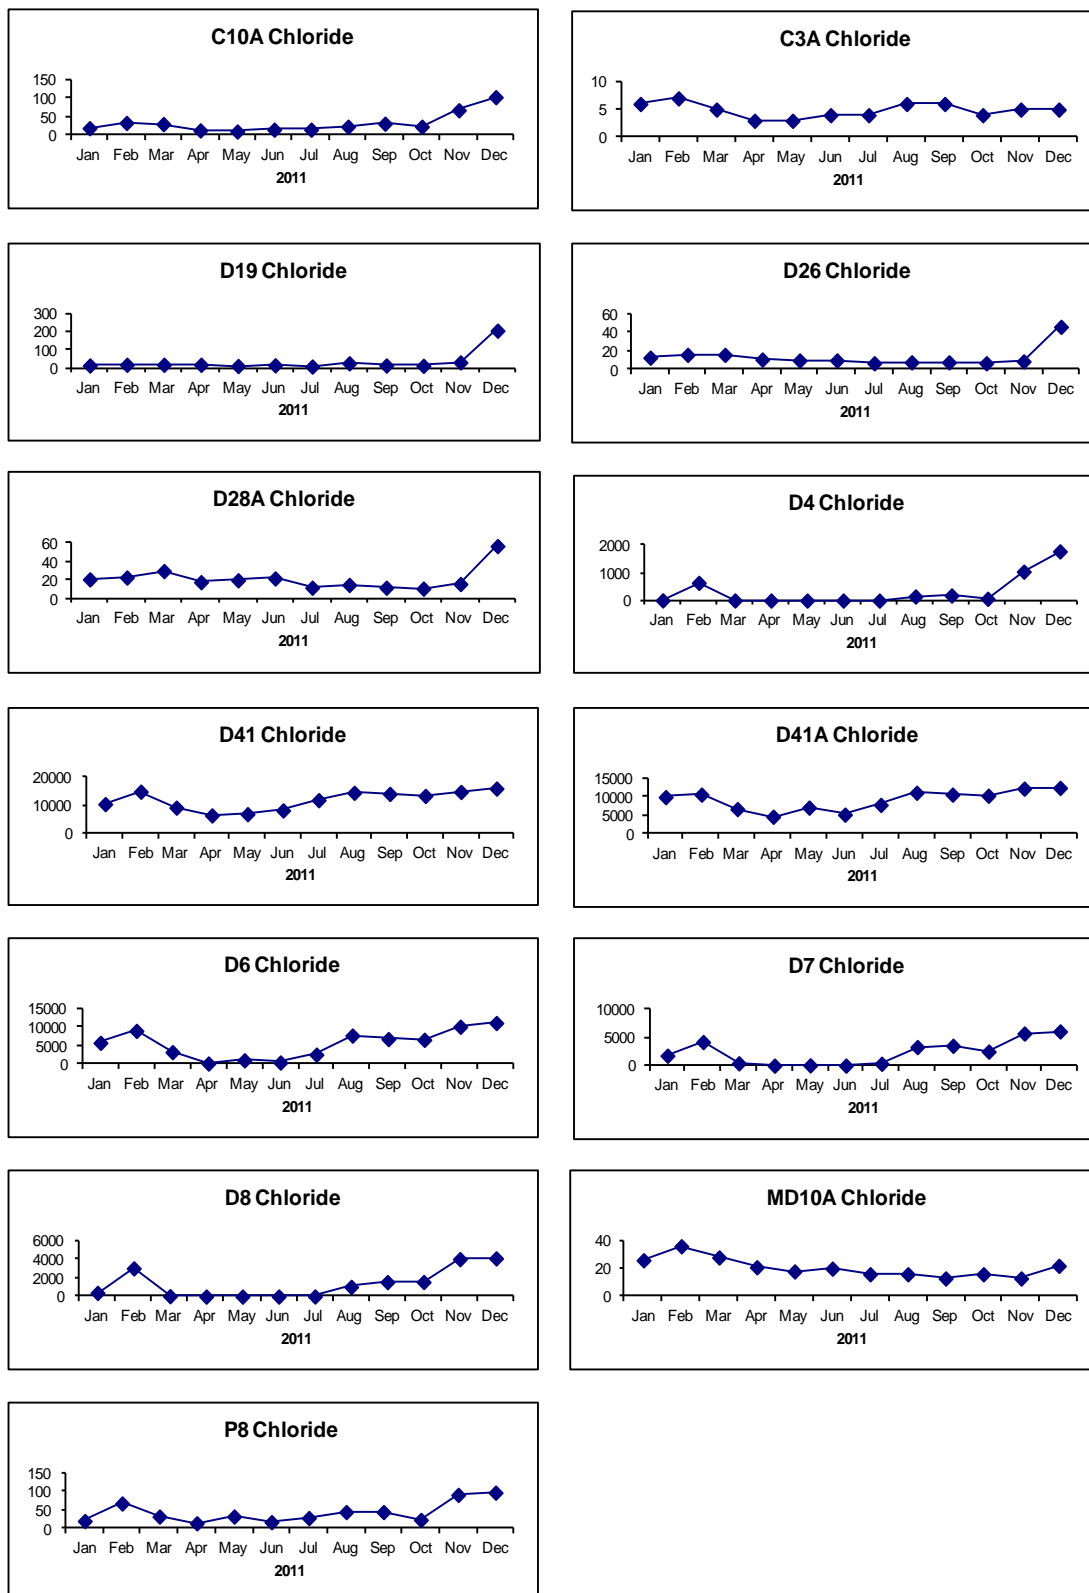 C10A Chloride
150
100
50
0
Jan Feb Mar Apr May Jun Jul Aug Sep Oct Nov Dec
2011
C3A Chloride
10
5
0
Jan Feb Mar Apr May Jun Jul Aug Sep Oct Nov Dec
2011
D19 Chloride
300
200
100
0
Jan Feb Mar Apr May Jun Jul Aug Sep Oct Nov Dec
2011
D26 Chloride
60
40
20
0
Jan Feb Mar Apr May Jun Jul Aug Sep Oct Nov Dec
2011
D28A Chloride
60
40
20
0
Jan Feb Mar Apr May Jun Jul Aug Sep Oct Nov Dec
2011
D4 Chloride
2000
1000
0
Jan Feb Mar Apr May Jun Jul Aug Sep Oct Nov Dec
2011
D41 Chloride
20000
10000
0
Jan Feb Mar Apr May Jun Jul Aug Sep Oct Nov Dec
2011
D41A Chloride
15000
10000
5000
0
Jan Feb Mar Apr May Jun Jul Aug Sep Oct Nov Dec
2011
D6 Chloride
15000
10000
5000
0
Jan Feb Mar Apr May Jun Jul Aug Sep Oct Nov Dec
2011
D7 Chloride
10000
5000
0
Jan Feb Mar Apr May Jun Jul Aug Sep Oct Nov Dec
2011
D8 Chloride
6000
4000
2000
0
Jan Feb Mar Apr May Jun Jul Aug Sep Oct Nov Dec
2011
MD10A Chloride
40
20
0
Jan Feb Mar Apr May Jun Jul Aug Sep Oct Nov Dec
2011
P8 Chloride
150
100
50
0
Jan Feb Mar Apr May Jun Jul Aug Sep Oct Nov Dec
2011